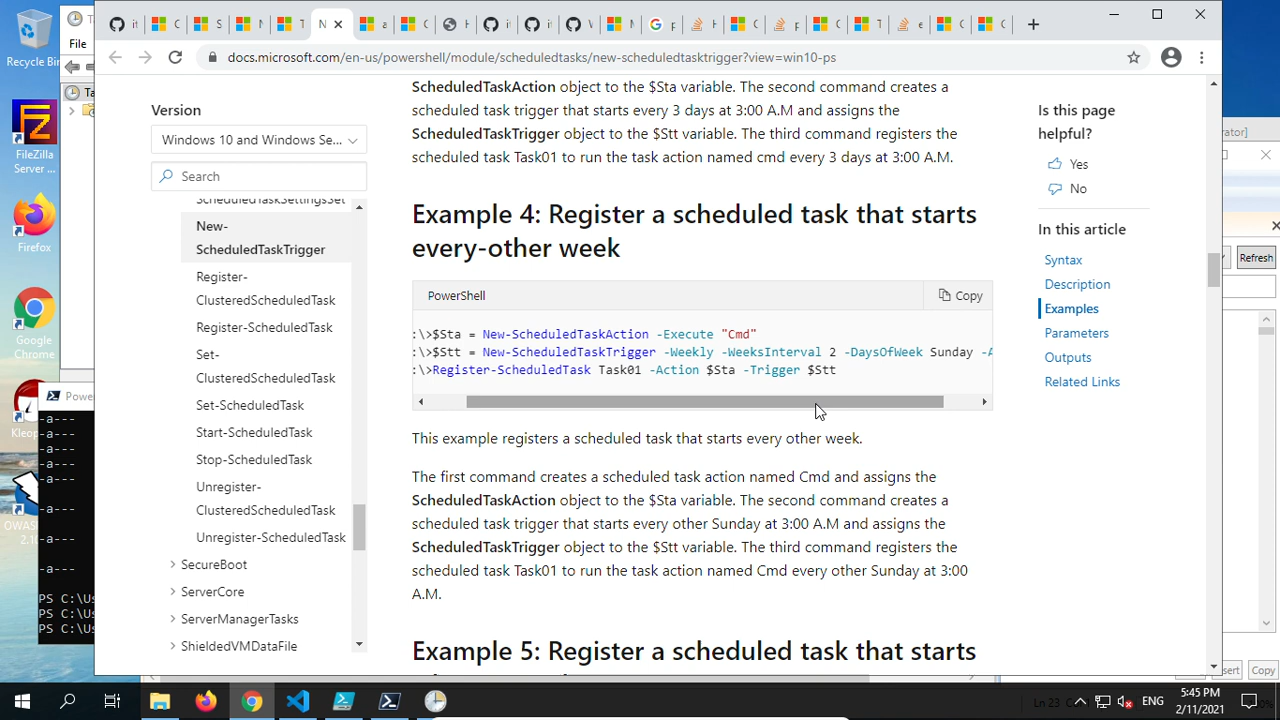 docs.microsoft.com/en-us/powershell/module/scheduledtasks/new-scheduledtasktrigger?view=win10-ps
Recycle Bin
File
FileZilla
Server ...
Firefox
Google
Chrome
Version
Windows 10 and Windows Se...
Search
ScheduledTaskSettingsSet
New-
ScheduledTaskTrigger
Register-
ClusteredScheduledTask
Register-ScheduledTask
Set-
ClusteredScheduledTask
Set-ScheduledTask
Start-ScheduledTask
Stop-ScheduledTask
Unregister-
ClusteredScheduledTask
Unregister-ScheduledTask
SecureBoot
ServerCore
ServerManagerTasks
ShieldedVMDataFile
ScheduledTaskAction object to the $Sta variable. The second command creates a
scheduled task trigger that starts every 3 days at 3:00 A.M and assigns the
ScheduledTaskTrigger object to the $Stt variable. The third command registers the
scheduled task Task01 to run the task action named cmd every 3 days at 3:00 A.M.
Example 4: Register a scheduled task that starts
every-other week
PowerShell
Copy
:\>$Sta = New-ScheduledTaskAction -Execute "Cmd"
:\>$Stt = New-ScheduledTaskTrigger -Weekly -WeeksInterval 2 -DaysOfWeek Sunday -A
:\>Register-ScheduledTask Task01 -Action $Sta -Trigger $Stt
This example registers a scheduled task that starts every other week.
The first command creates a scheduled task action named Cmd and assigns the
ScheduledTaskAction object to the $Sta variable. The second command creates a
scheduled task trigger that starts every other Sunday at 3:00 A.M and assigns the
ScheduledTaskTrigger object to the $Stt variable. The third command registers the
scheduled task Task01 to run the task action named Cmd every other Sunday at 3:00
A.M.
Example 5: Register a scheduled task that starts
Is this page
helpful?
Yes
No
In this article
Syntax
Description
Examples
Parameters
Outputs
Related Links
Refresh
Copy
-a---
-a---
-a---
-a---
-a---
-a---
-a---
-a---
PS C:\Us
PS C:\Us
PS C:\Us
Ln 23
ENG
5:45 PM
2/11/2021